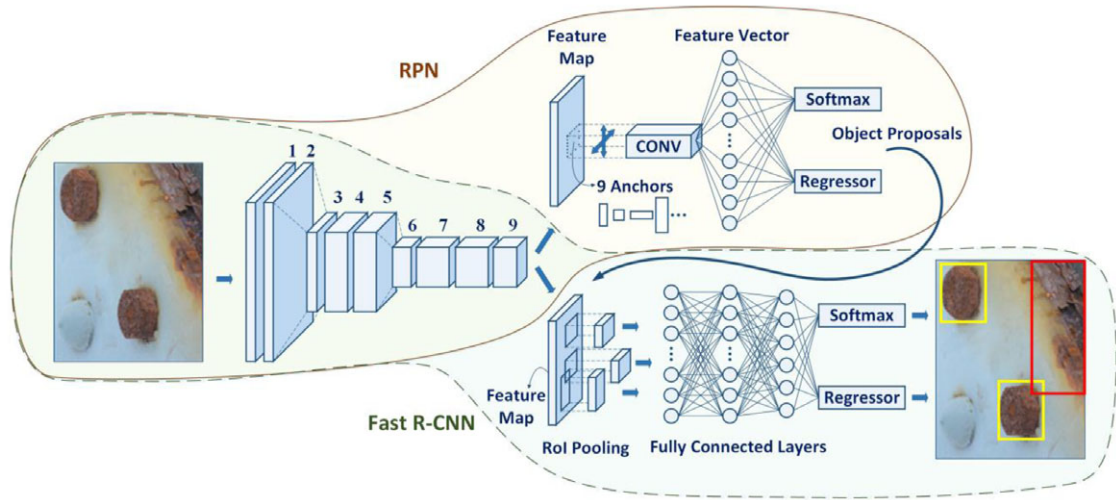 RPN
Feature
Map
Feature Vector
Softmax
CONV
Object Proposals
9 Anchors
Regressor
1 2
3 4 5
6 7 8 9
Softmax
Regressor
Feature
Map
Fast R-CNN
RoI Pooling
Fully Connected Layers